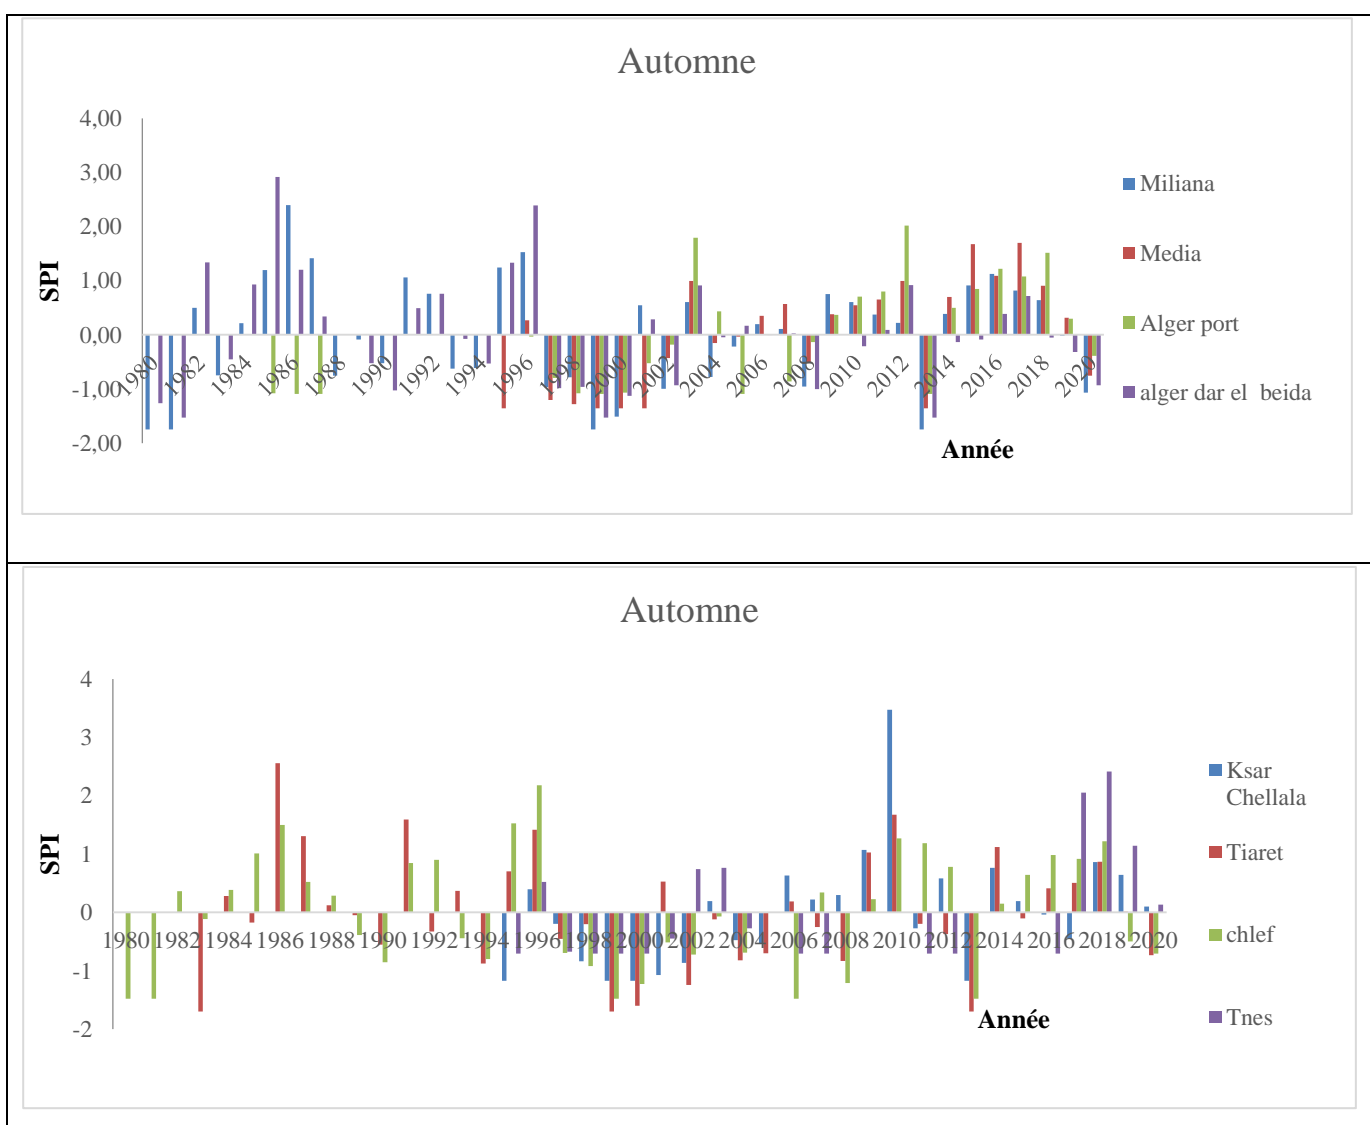 Automne
4,00
3,00
2,00
1,00
0,00
-1,00
-2,00
SPI
1980 1982 1984 1986 1988 1990 1992 1994 1996 1998 2000 2002 2004 2006 2008 2010 2012 2014 2016 2018 2020
Année
Miliana
Media
Alger port
alger dar el beida
Automne
4
3
2
1
0
-1
-2
SPI
1980 1982 1984 1986 1988 1990 1992 1994 1996 1998 2000 2002 2004 2006 2008 2010 2012 2014 2016 2018 2020
Année
Ksar
Chellala
Tiaret
chlef
Tnes